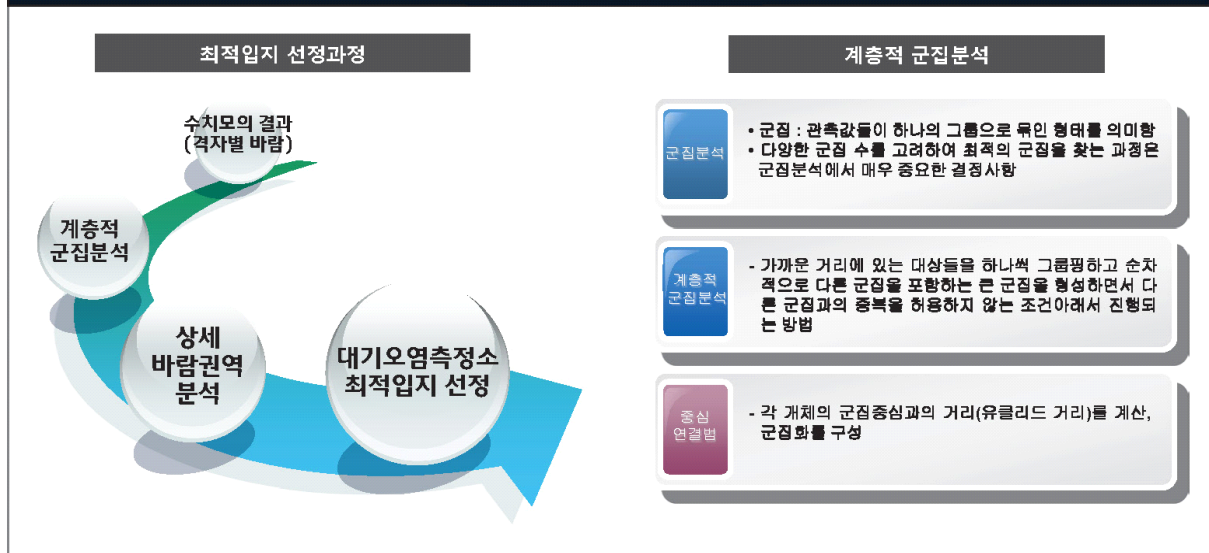 최적입지 선정과정
수치모의 결과
(격자별 바람)
계층적
군집분석
상세
바람권역
분석
대기오염측정소
최적입지 선정
계층적 군집분석
군집분석
• 군집 : 관측값들이 하나의 그룹으로 묶인 형태를 의미함
• 다양한 군집 수를 고려하여 최적의 군집을 찾는 과정은
군집분석에서 매우 중요한 결정사항
계층적
군집분석
- 가까운 거리에 있는 대상들을 하나씩 그룹핑하고 순차
적으로 다른 군집을 포함하는 큰 군집을 형성하면서 다
른 군집과의 중복을 허용하지 않는 조건아래서 진행되
는 방법
중심
연결법
- 각 개체의 군집중심과의 거리(유클리드 거리)를 계산,
군집화를 구성